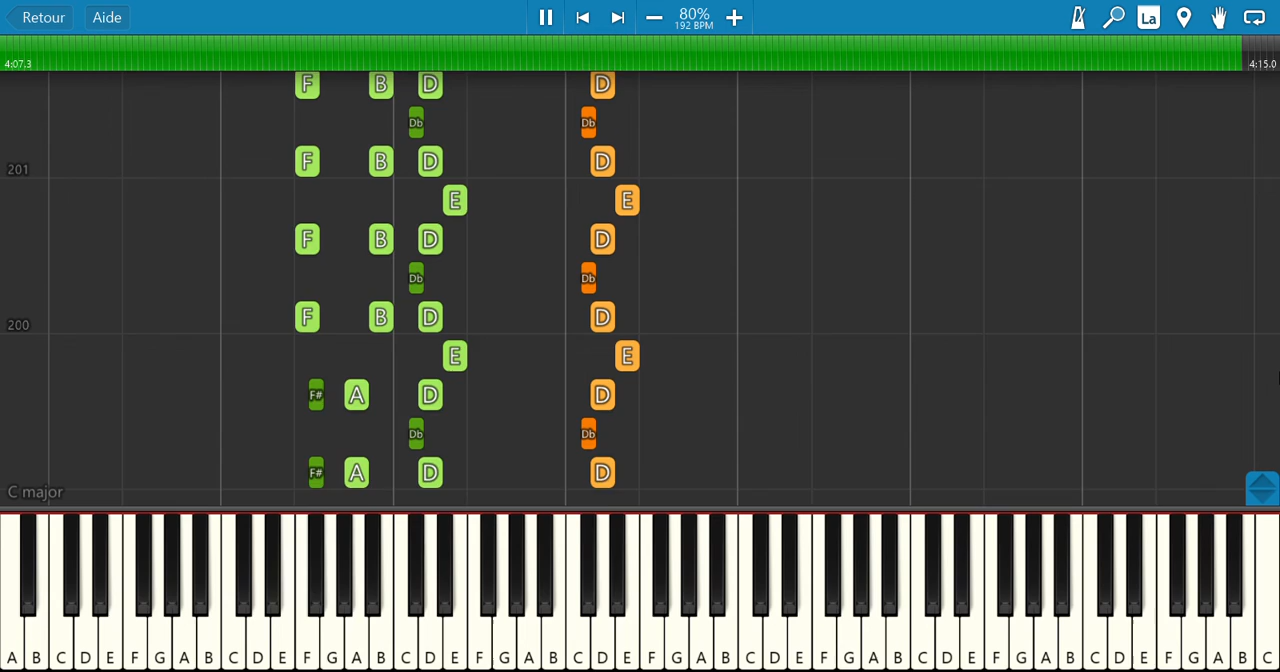 Retour Aide 80% La
192 BPM
4:07.3 4:15.0
F B D D
Db Db
201
F B D D
E E
F B D D
Db Db
200
F B D D
E E
F# A D D
Db Db
F# A D D
C major
A B C D E F G A B C D E F G A B C D E F G A B C D E F G A B C D E F G A B C D E F G A B C D E F G A B C